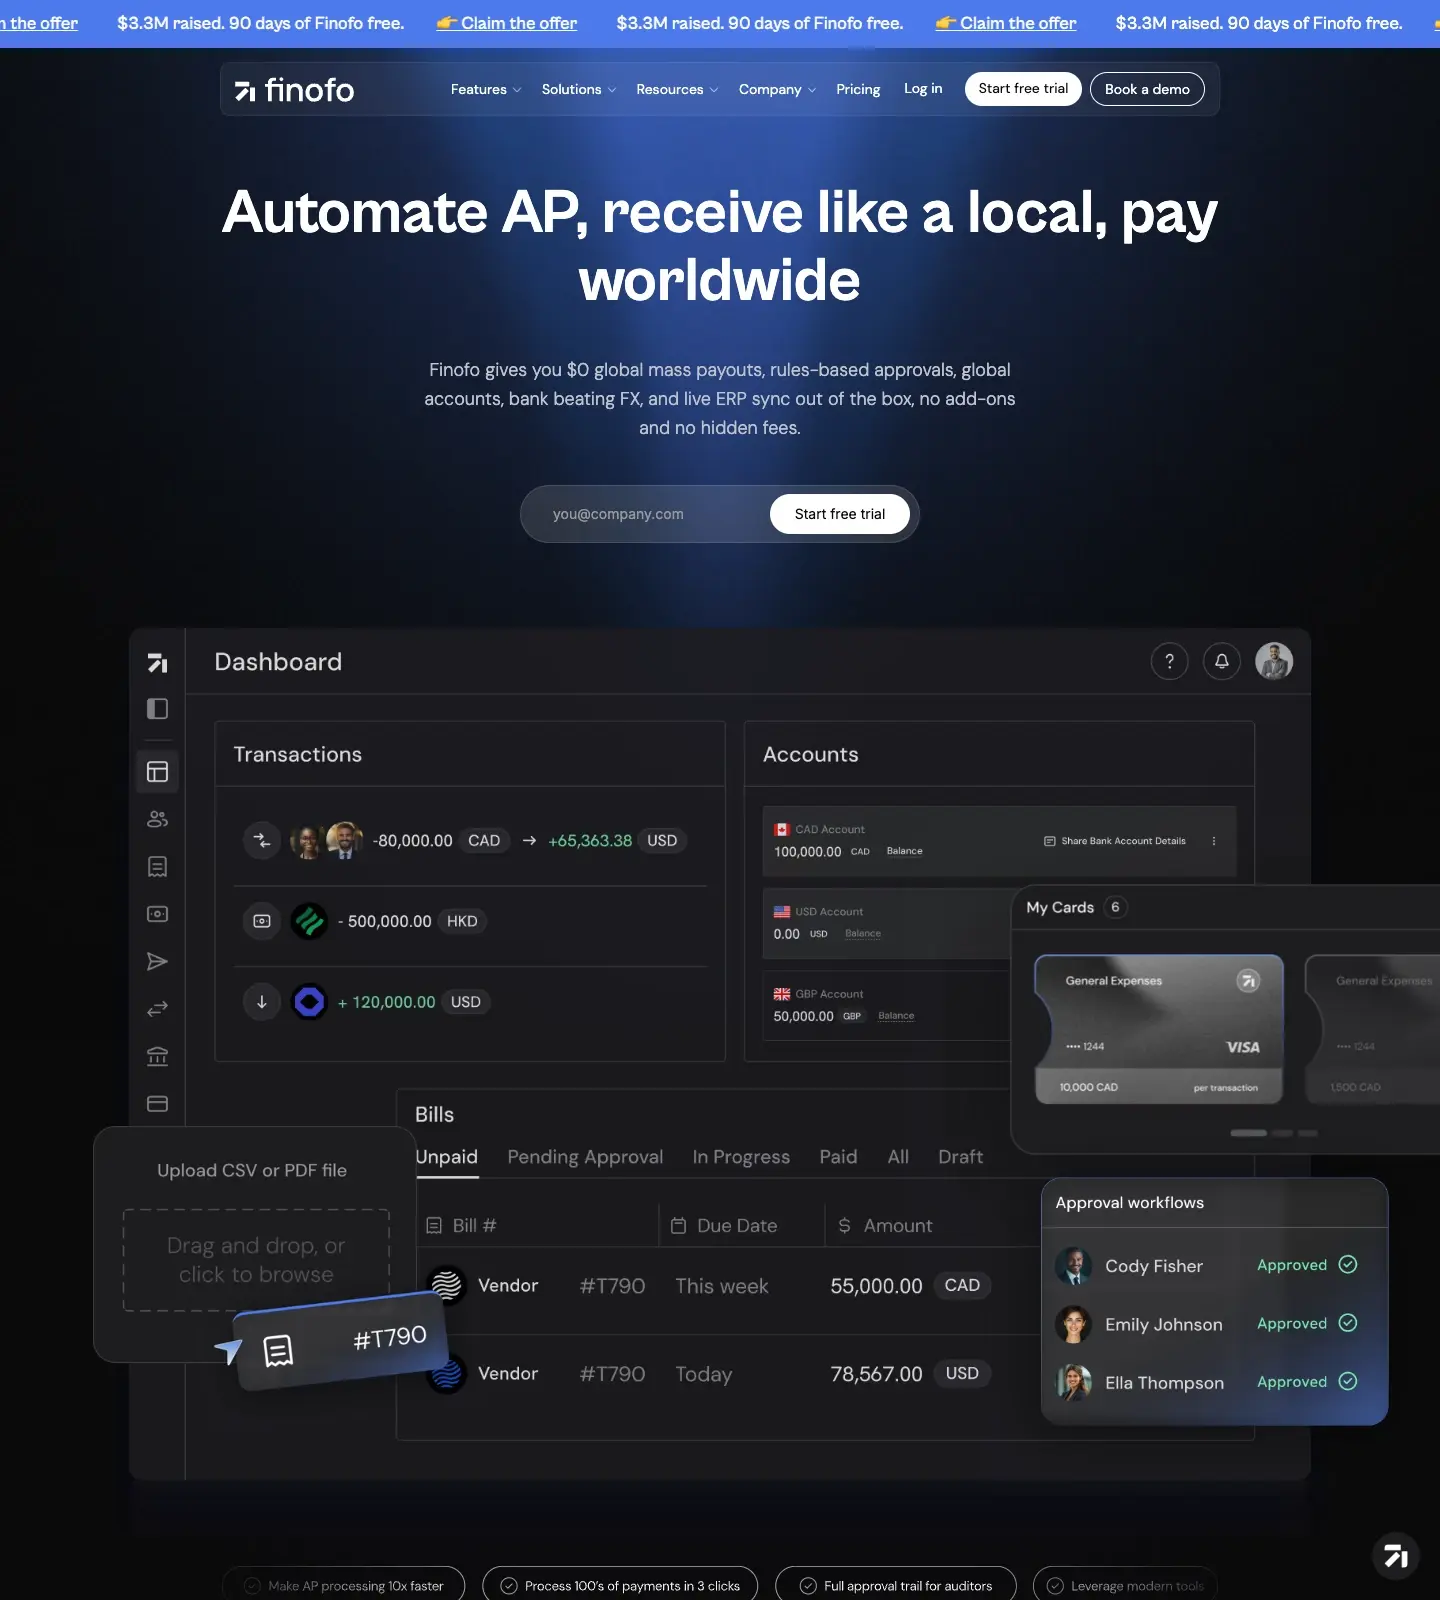 n the offer $3.3M raised. 90 days of Finofo free. 👉 Claim the offer $3.3M raised. 90 days of Finofo free. 👉 Claim the offer $3.3M raised. 90 days of Finofo free.
finofo Features Solutions Resources Company Pricing Log in Start free trial Book a demo
Automate AP, receive like a local, pay
worldwide
Finofo gives you $0 global mass payouts, rules-based approvals, global
accounts, bank beating FX, and live ERP sync out of the box, no add-ons
and no hidden fees.
you@company.com Start free trial
Dashboard ?
Transactions
-80,000.00 CAD → +65,363.38 USD
- 500,000.00 HKD
+ 120,000.00 USD
Accounts
CAD Account
100,000.00 CAD Balance
Share Bank Account Details
USD Account
0.00 USD Balance
GBP Account
50,000.00 GBP Balance
My Cards 6
General Expenses
•••• 1244 VISA
10,000 CAD per transaction
General Expenses
•••• 1244
1,500 CAD
Bills
Unpaid Pending Approval In Progress Paid All Draft
Bill # Due Date $ Amount
Vendor #T790 This week 55,000.00 CAD
Vendor #T790 Today 78,567.00 USD
Upload CSV or PDF file
Drag and drop, or
click to browse
#T790
Approval workflows
Cody Fisher Approved
Emily Johnson Approved
Ella Thompson Approved
Make AP processing 10x faster
Process 100's of payments in 3 clicks
Full approval trail for auditors
Leverage modern tools